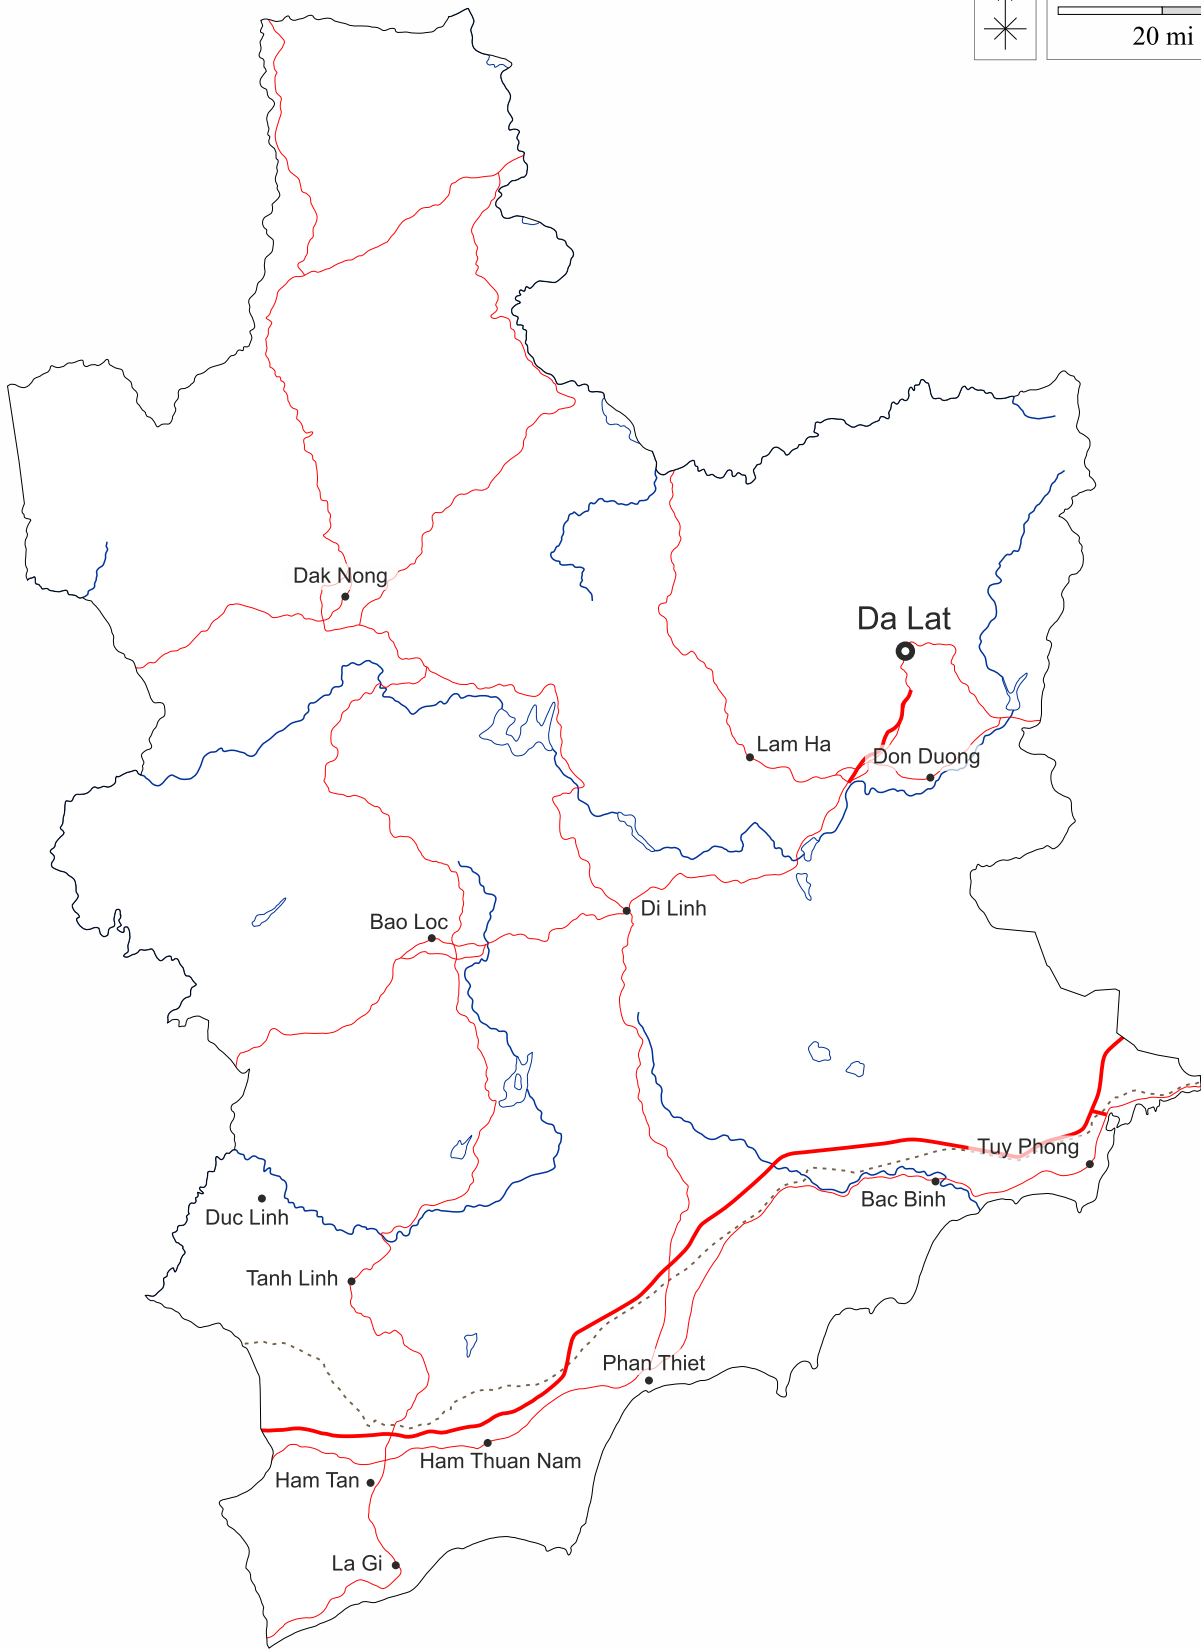 20 mi
Dak Nong
Da Lat
Lam Ha
Don Duong
Di Linh
Bao Loc
Tuy Phong
Bac Binh
Duc Linh
Tanh Linh
Phan Thiet
Ham Thuan Nam
Ham Tan
La Gi